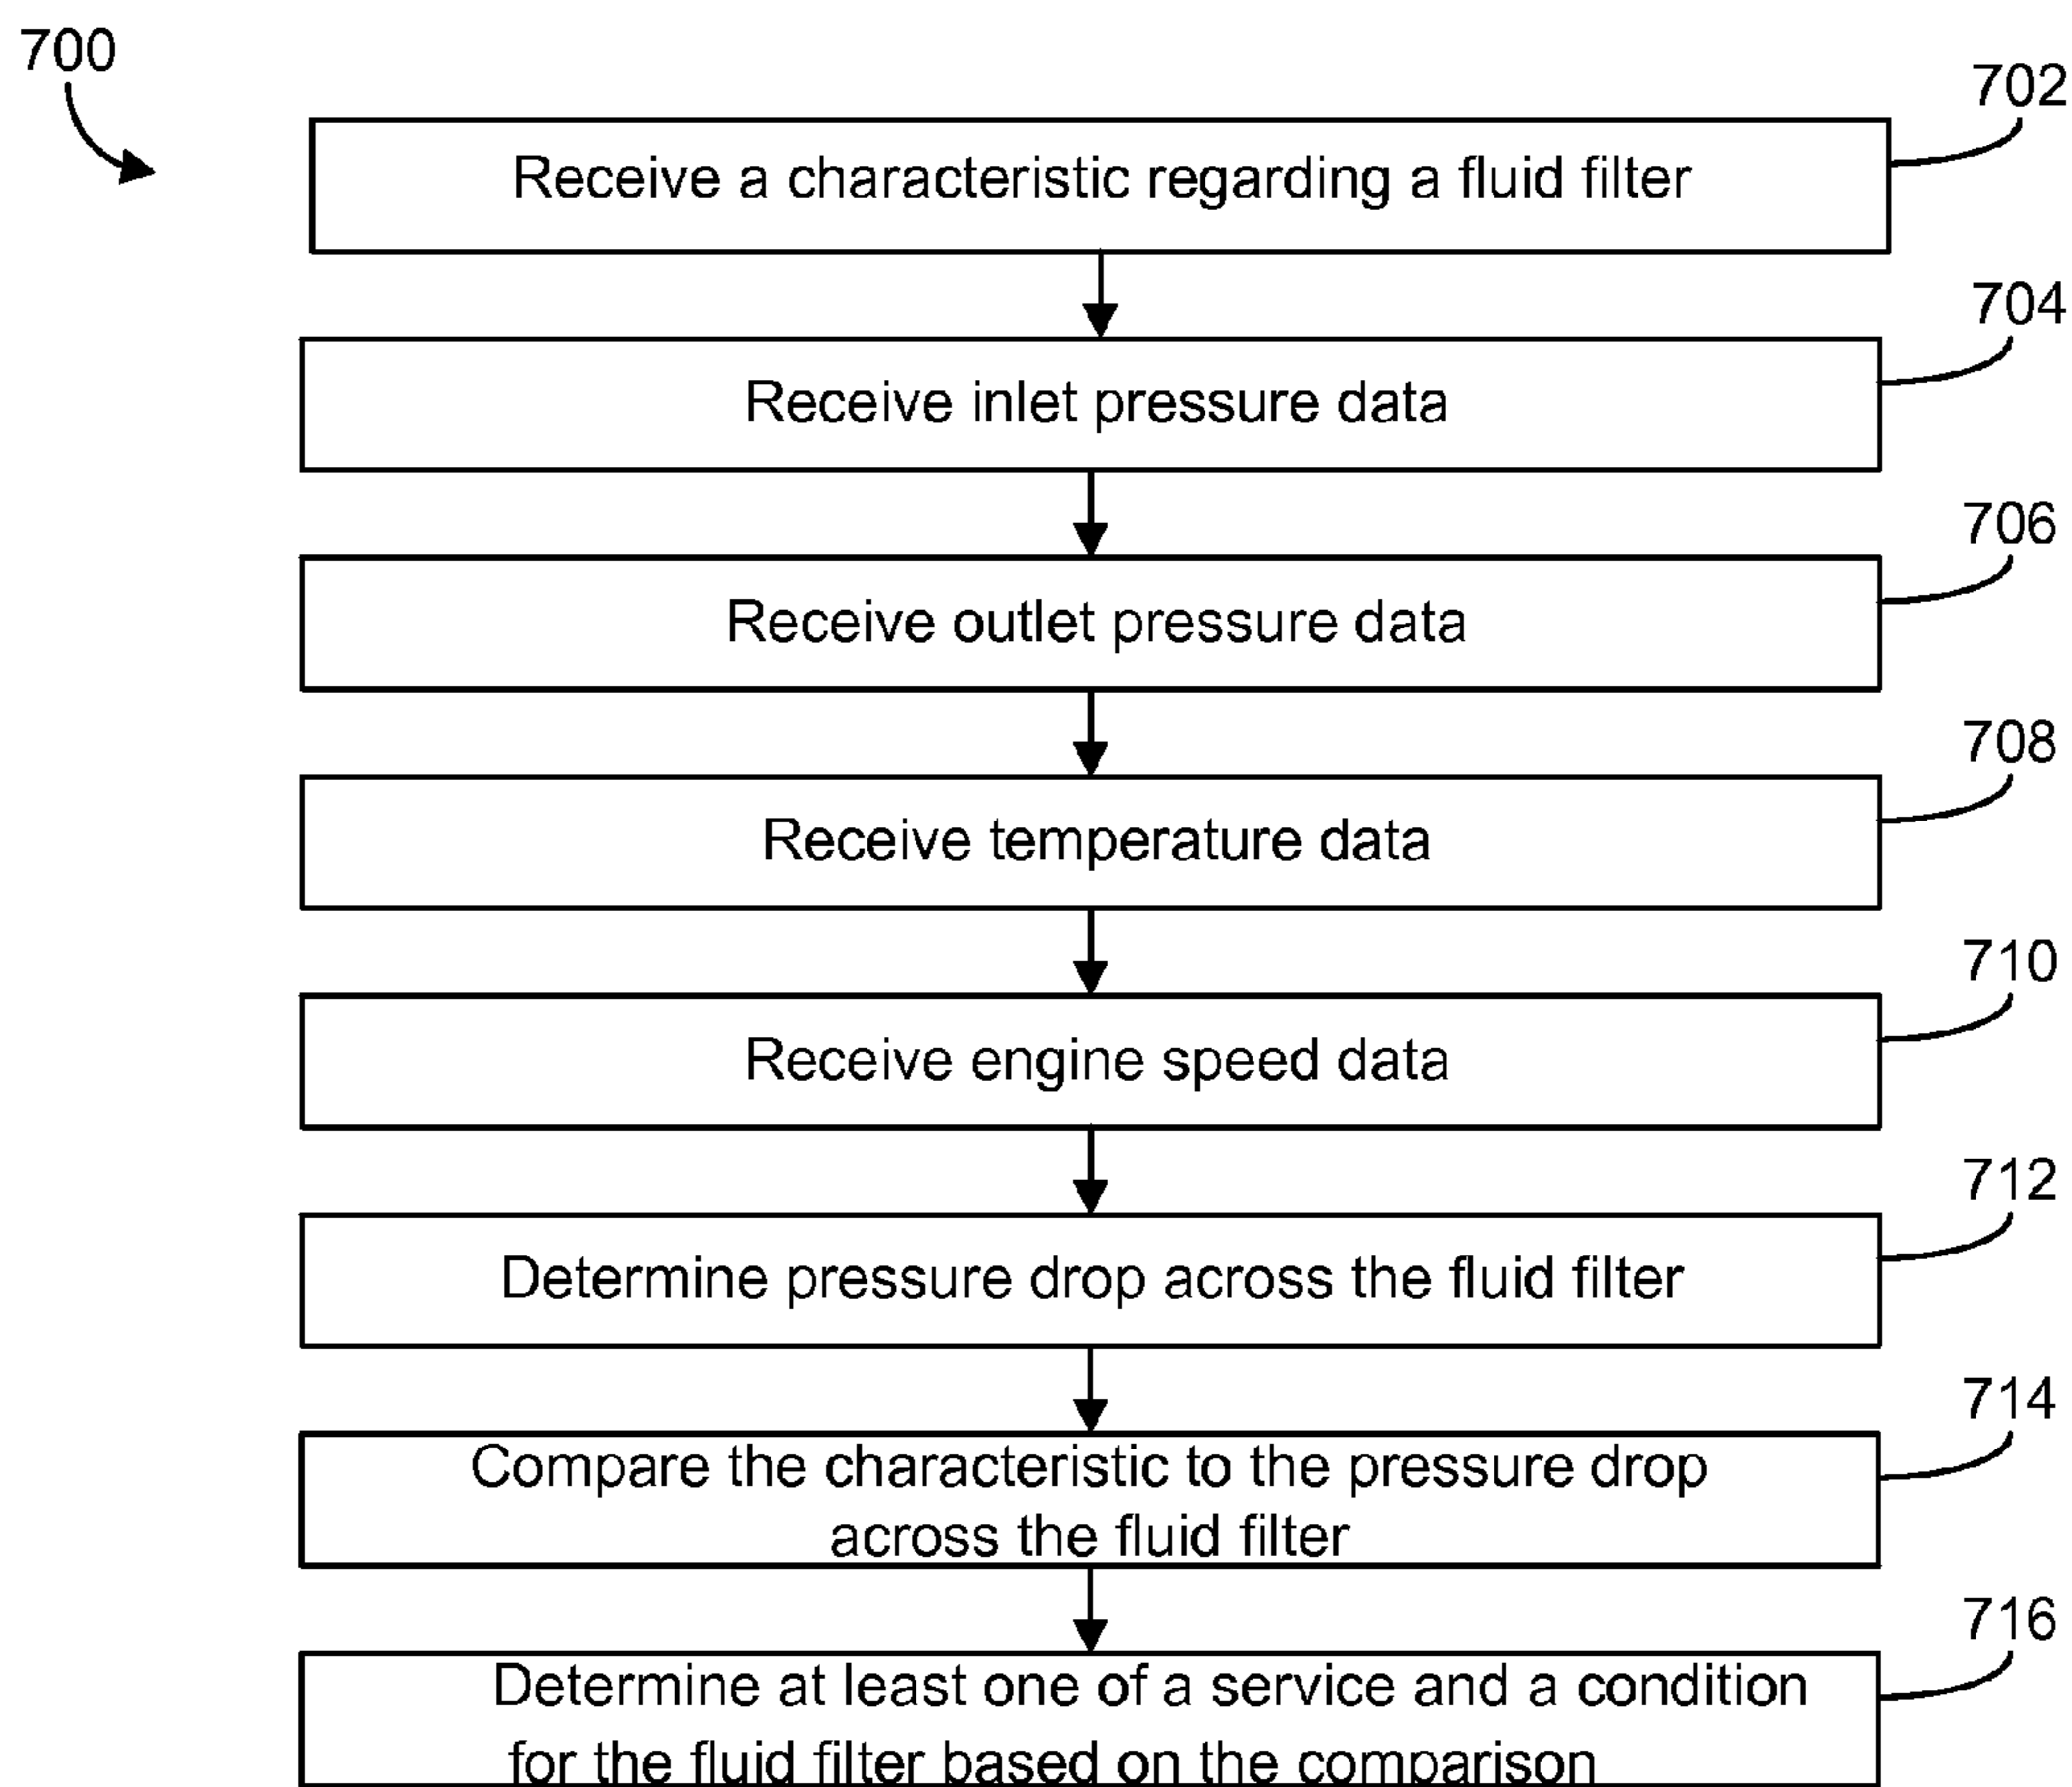 700
702
Receive a characteristic regarding a fluid filter
704
Receive inlet pressure data
706
Receive outlet pressure data
708
Receive temperature data
710
Receive engine speed data
712
Determine pressure drop across the fluid filter
714
Compare the characteristic to the pressure drop
across the fluid filter
716
Determine at least one of a service and a condition
for the fluid filter based on the comparison